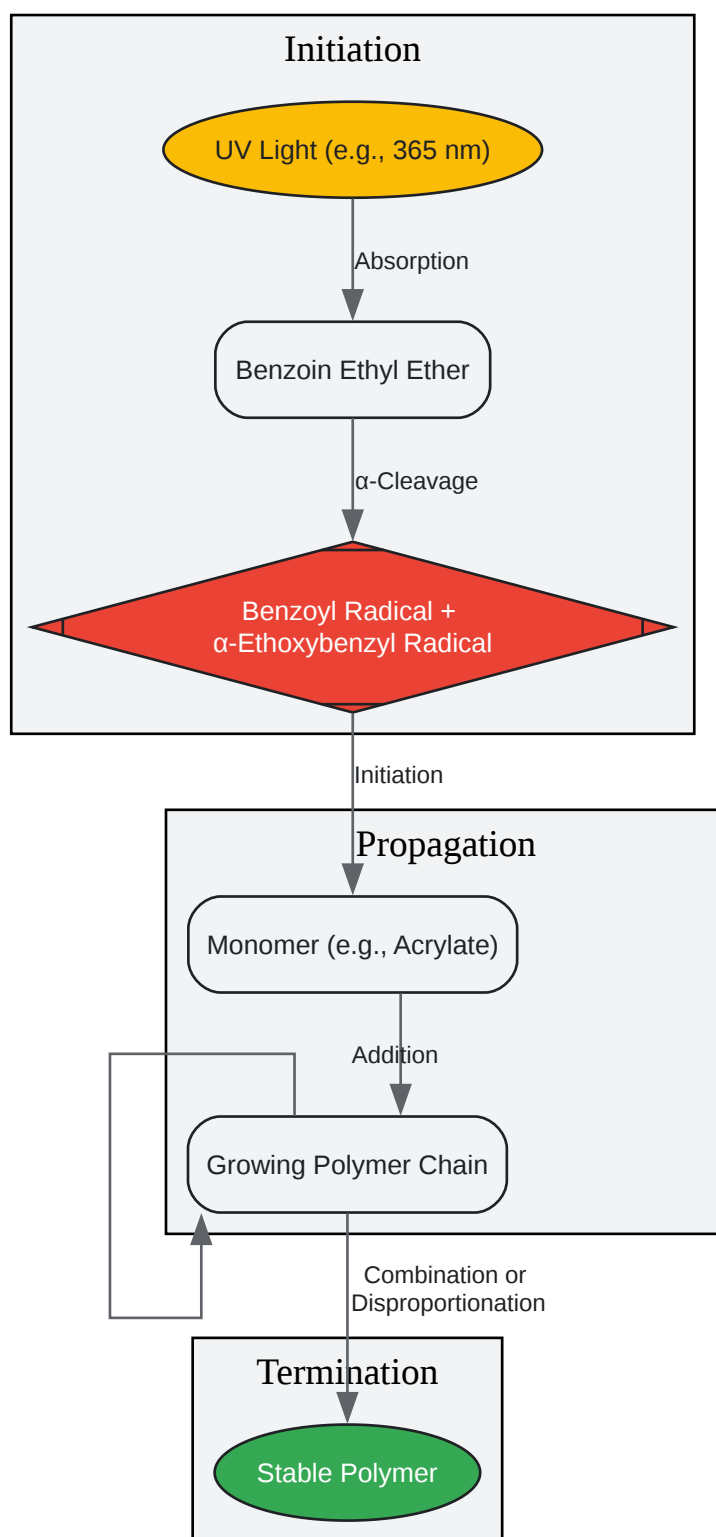 Initiation
UV Light (e.g., 365 nm)
Absorption
Benzoin Ethyl Ether
α-Cleavage
Benzoyl Radical +
α-Ethoxybenzyl Radical
Initiation
Propagation
Monomer (e.g., Acrylate)
Addition
Growing Polymer Chain
Combination or
Disproportionation
Termination
Stable Polymer